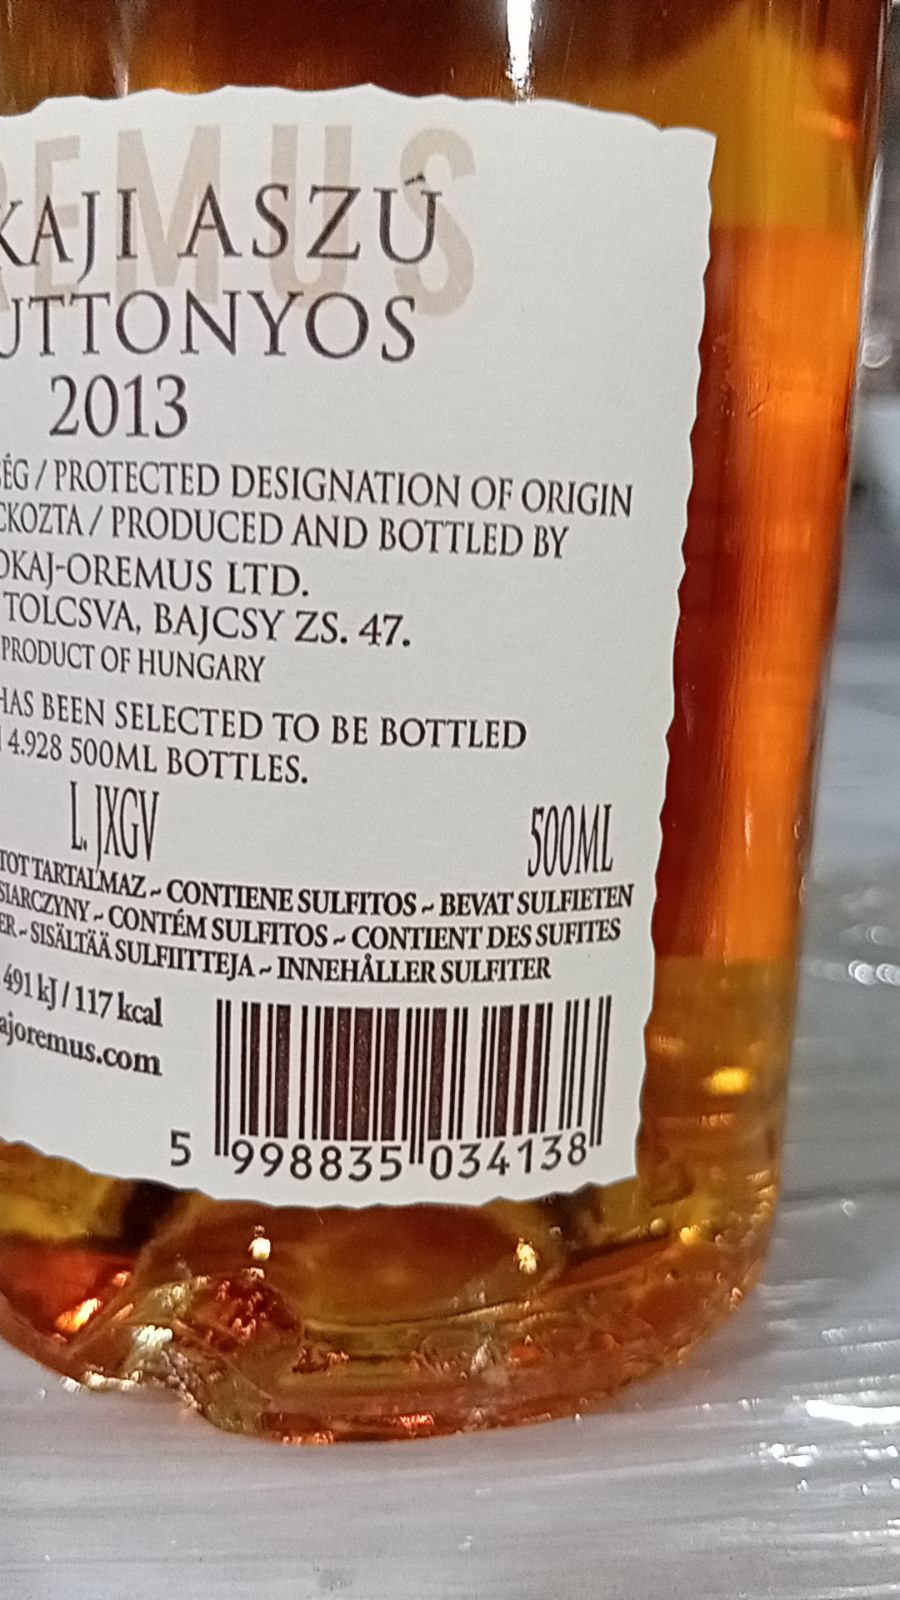 REMUS
KAJI ASZÚ
UTTONYOS
2013
ÉG / PROTECTED DESIGNATION OF ORIGIN
CKOZTA / PRODUCED AND BOTTLED BY
OKAJ-OREMUS LTD.
TOLCSVA, BAJCSY ZS. 47.
PRODUCT OF HUNGARY
HAS BEEN SELECTED TO BE BOTTLED
4.928 500ML BOTTLES.
L. JXGV 500ML
TOT TARTALMAZ ~ CONTIENE SULFITOS ~ BEVAT SULFIETEN
SIARCZYNY ~ CONTÉM SULFITOS ~ CONTIENT DES SUFITES
ER ~ SISÄLTÄÄ SULFIITTEJA ~ INNEHÅLLER SULFITER
491 kJ / 117 kcal
ajoremus.com
5 998835 034138